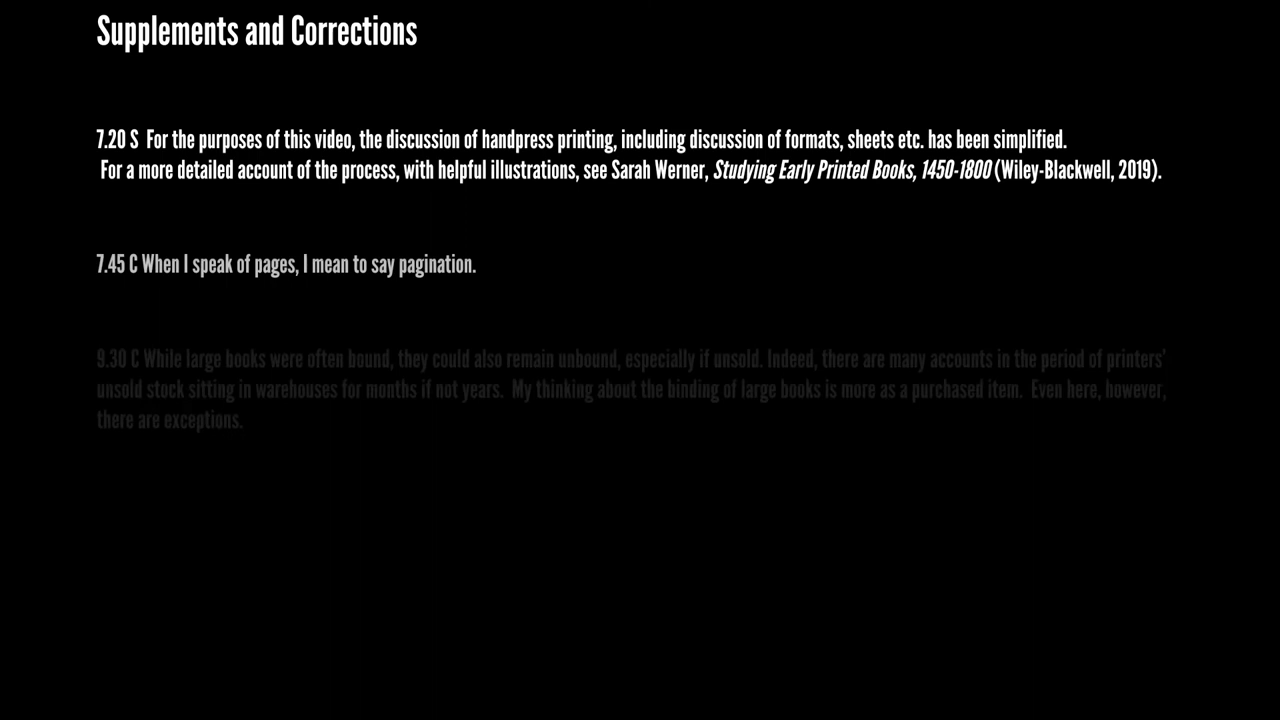 Supplements and Corrections
7.20 S For the purposes of this video, the discussion of handpress printing, including discussion of formats, sheets etc. has been simplified.
For a more detailed account of the process, with helpful illustrations, see Sarah Werner, Studying Early Printed Books, 1450-1800 (Wiley-Blackwell, 2019).
7.45 C When I speak of pages, I mean to say pagination.
9.30 C While large books were often bound, they could also remain unbound, especially if unsold. Indeed, there are many accounts in the period of printers'
unsold stock sitting in warehouses for months if not years. My thinking about the binding of large books is more as a purchased item. Even here, however,
there are exceptions.